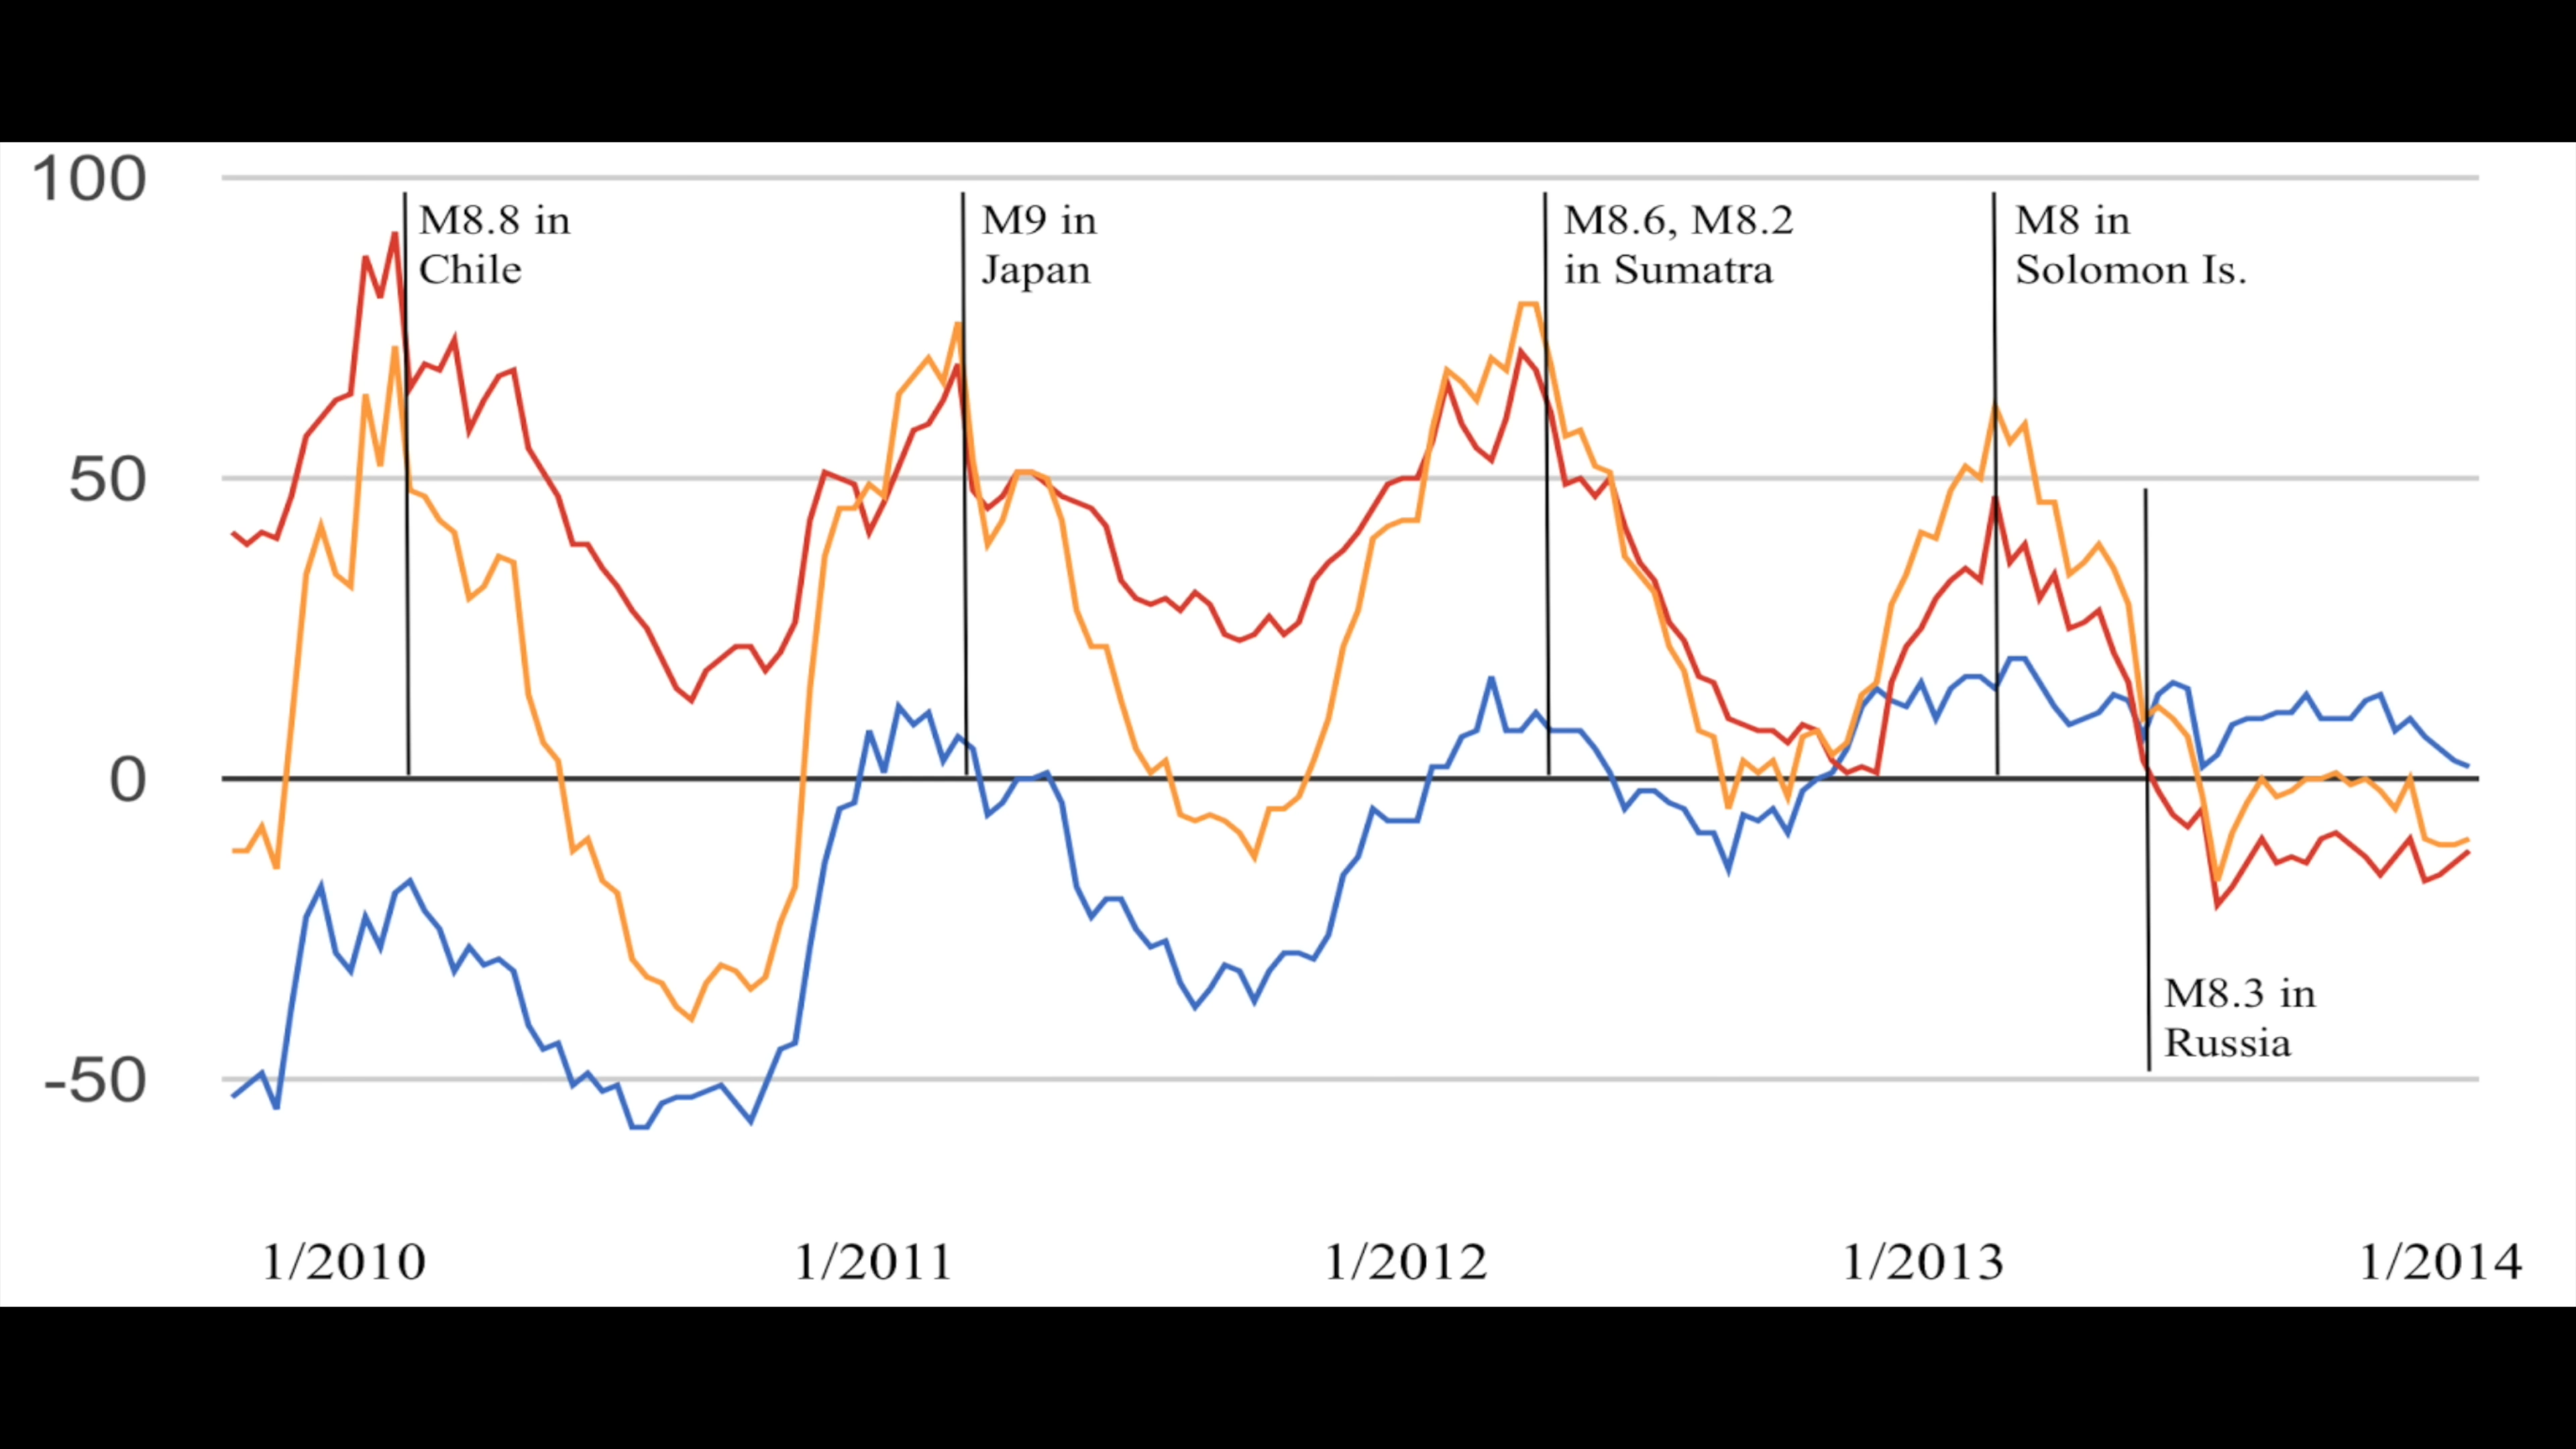 100
50
0
-50
M8.8 in
Chile
M9 in
Japan
M8.6, M8.2
in Sumatra
M8 in
Solomon Is.
M8.3 in
Russia
1/2010
1/2011
1/2012
1/2013
1/2014